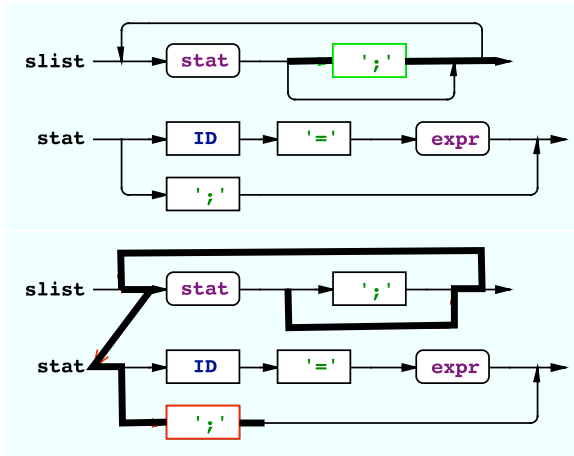 slist stat ';'
stat ID '=' expr
';'
slist stat ';'
stat ID '=' expr
';'